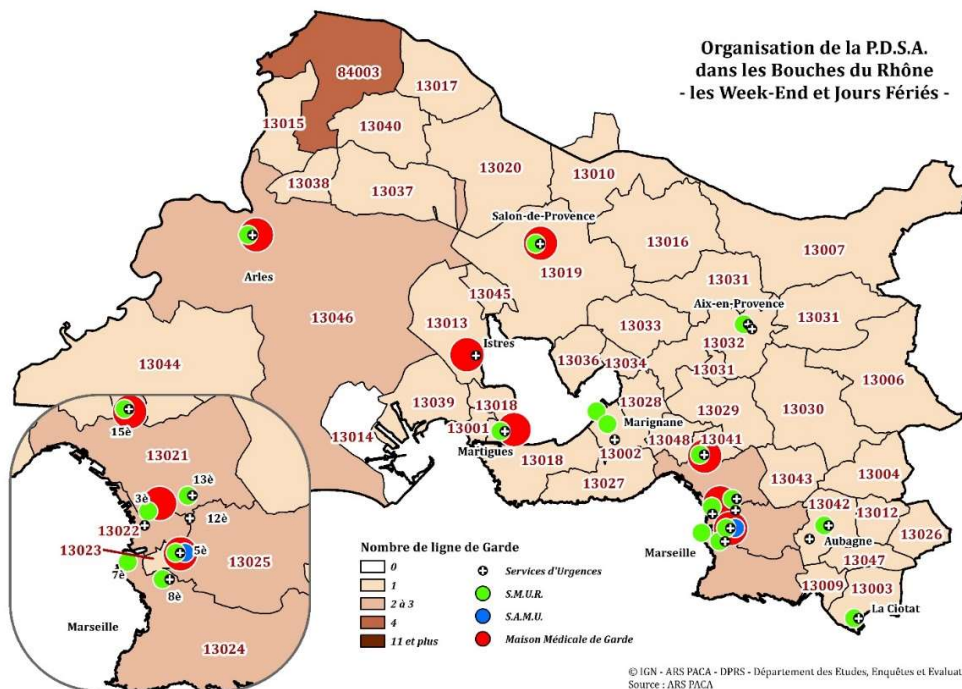 Organisation de la P.D.S.A.
dans les Bouches du Rhône
- les Week-End et Jours Fériés -
84003
13017
13015
13040
13020
13010
13038
13037
Salon-de-Provence
13016
13007
13019
Arles
13031
13045
Aix-en-Provence
13046
13013
13033
13031
13032
Istres
13044
13036
13034
13031
13006
13039
13018
13028
13029
13030
15è
13014
13001
Marignane
Martigues
13048
13041
13021
13018
13002
13004
13043
13è
3è
13027
13042
12è
13012
13022
Nombre de ligne de Garde
Aubagne
13026
13023
5è
0
Services d'Urgences
Marseille
13047
13025
7è
1
S.M.U.R.
13009
13003
8è
2 à 3
La Ciotat
4
S.A.M.U.
Marseille
11 et plus
Maison Médicale de Garde
13024
© IGN - ARS PACA - DPRS - Département des Etudes, Enquêtes et Evaluat
Source : ARS PACA